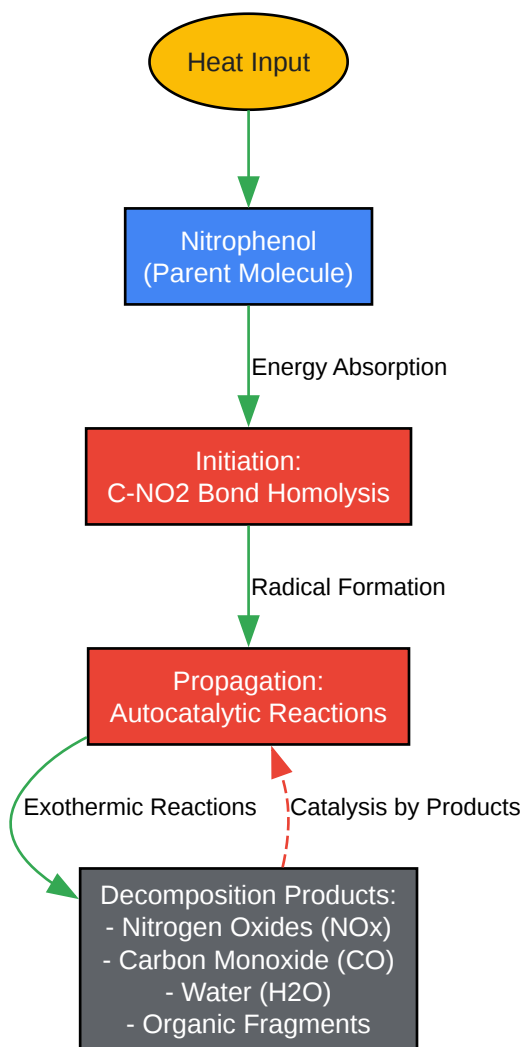 Heat Input
Nitrophenol
(Parent Molecule)
Energy Absorption
Initiation:
C-NO2 Bond Homolysis
Radical Formation
Propagation:
Autocatalytic Reactions
Exothermic Reactions
Catalysis by Products
Decomposition Products:
- Nitrogen Oxides (NOx)
- Carbon Monoxide (CO)
- Water (H2O)
- Organic Fragments